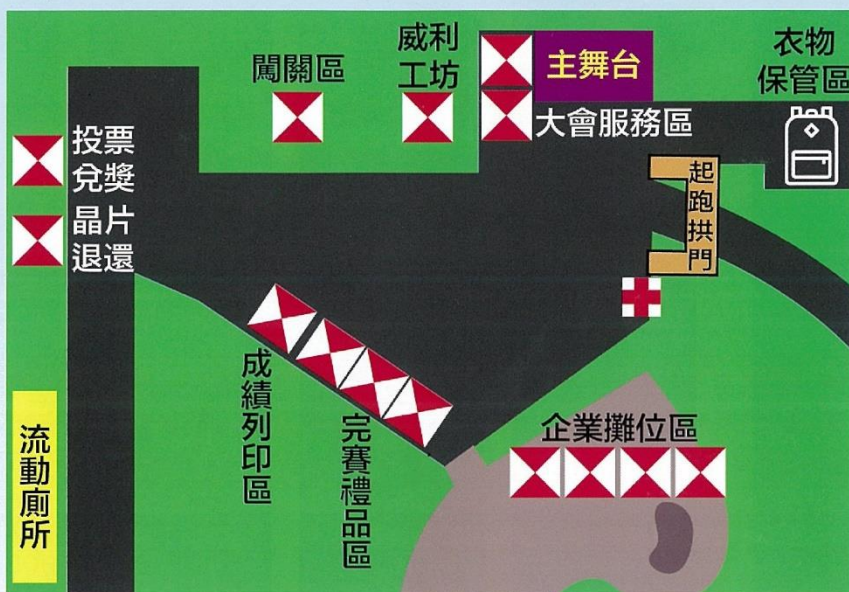 威利
工坊
闖關區
主舞台
衣物
保管區
大會服務區
投票
兌獎
晶片
退還
起跑拱門
成績列印區
完賽禮品區
企業攤位區
流動廁所